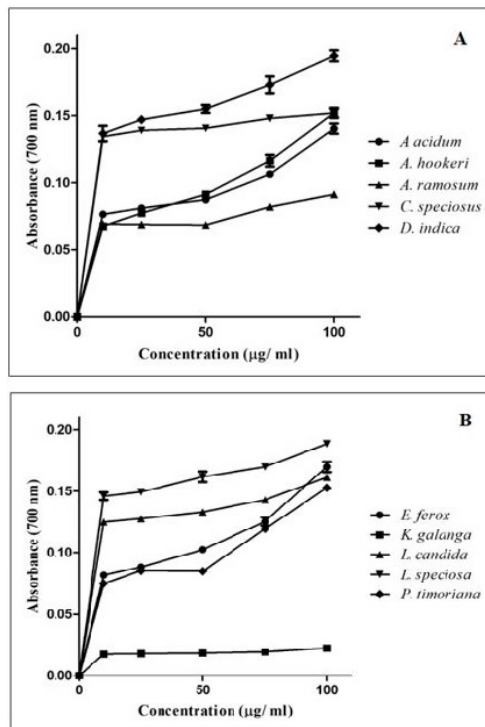 A
0.20
0.15
0.10
0.05
0.00
Absorbance (700 nm)
0
50
100
Concentration (μg/ ml)
A acidum
A. hookeri
A. ramosum
C. speciosus
D. indica
B
0.20
0.15
0.10
0.05
0.00
Absorbance (700 nm)
0
50
100
Concentration (μg/ ml)
E. ferox
K. galanga
L. candida
L. speciosa
P. timoriana